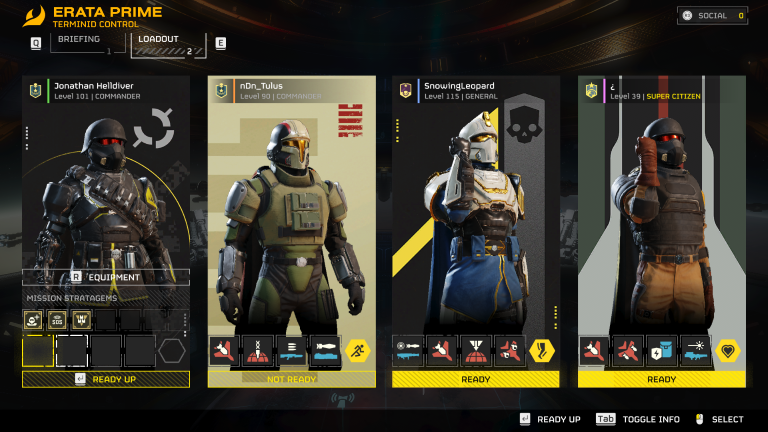 ERATA PRIME
TERMINID CONTROL
SOCIAL 0
Q
BRIEFING
1
LOADOUT
2
E
Jonathan Helldiver
Level 101 | COMMANDER
nDn_Tulus
Level 90 | COMMANDER
SnowingLeopard
Level 115 | GENERAL
¿
Level 39 | SUPER CITIZEN
R EQUIPMENT
MISSION STRATAGEMS
SOS
READY UP
NOT READY
READY
READY
READY UP
Tab TOGGLE INFO
SELECT